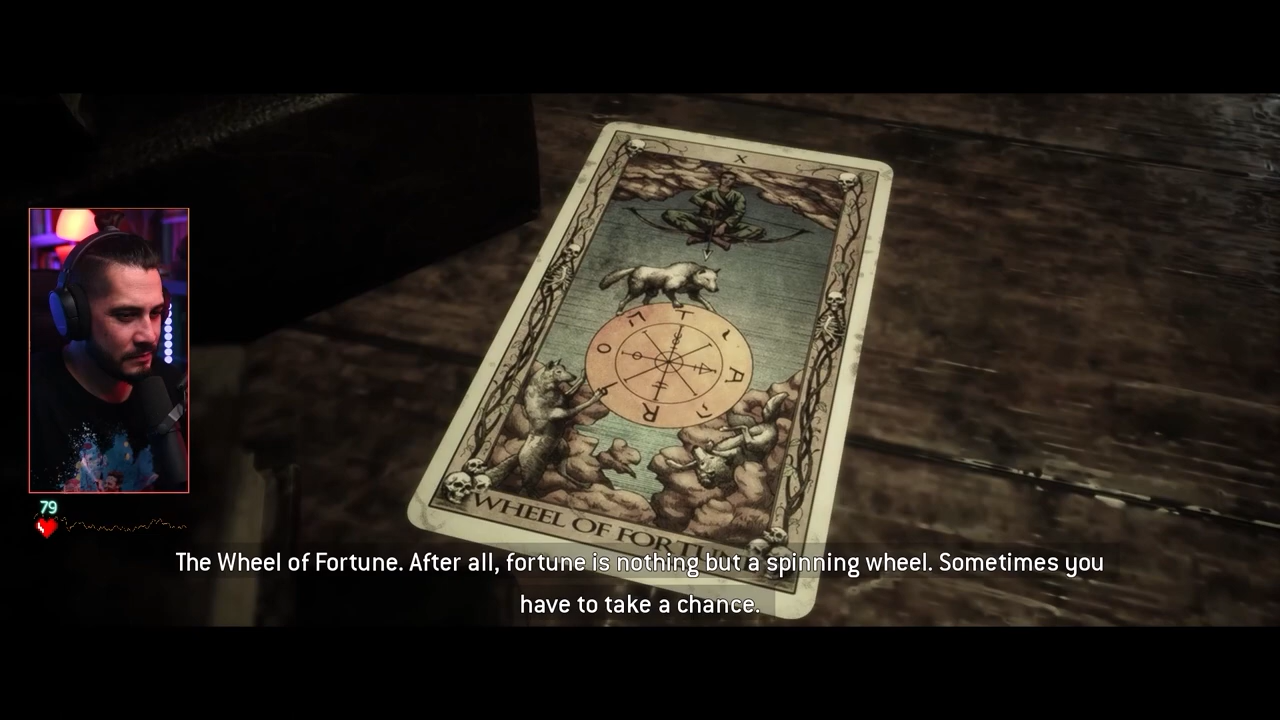 X
T
A
R
O
WHEEL OF FORTUNE
79
The Wheel of Fortune. After all, fortune is nothing but a spinning wheel. Sometimes you
have to take a chance.